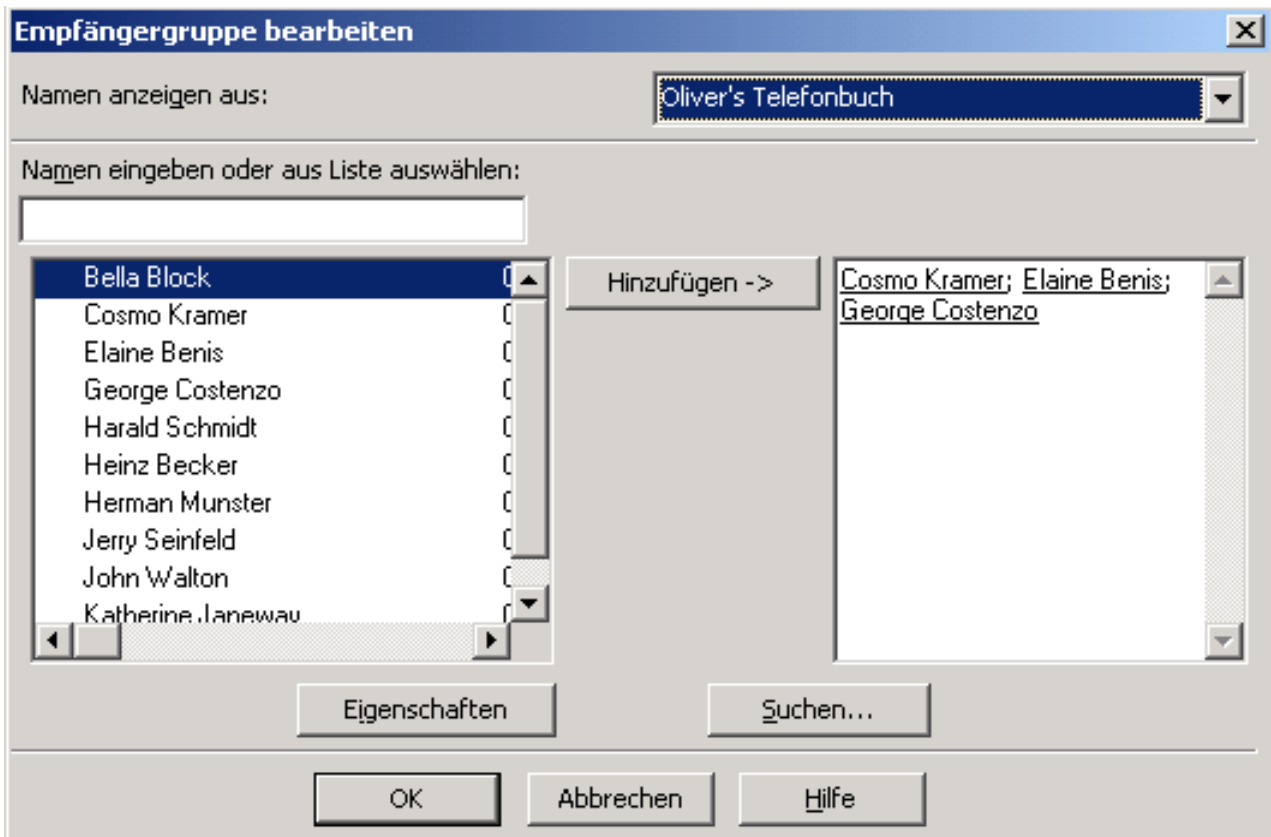 Empfängergruppe bearbeiten
Namen anzeigen aus:
Oliver's Telefonbuch
Namen eingeben oder aus Liste auswählen:
Bella Block
Cosmo Kramer
Elaine Benis
George Costenzo
Harald Schmidt
Heinz Becker
Herman Munster
Jerry Seinfeld
John Walton
Katherine Janeway
Hinzufügen ->
Cosmo Kramer; Elaine Benis;
George Costenzo
Eigenschaften
Suchen...
OK
Abbrechen
Hilfe